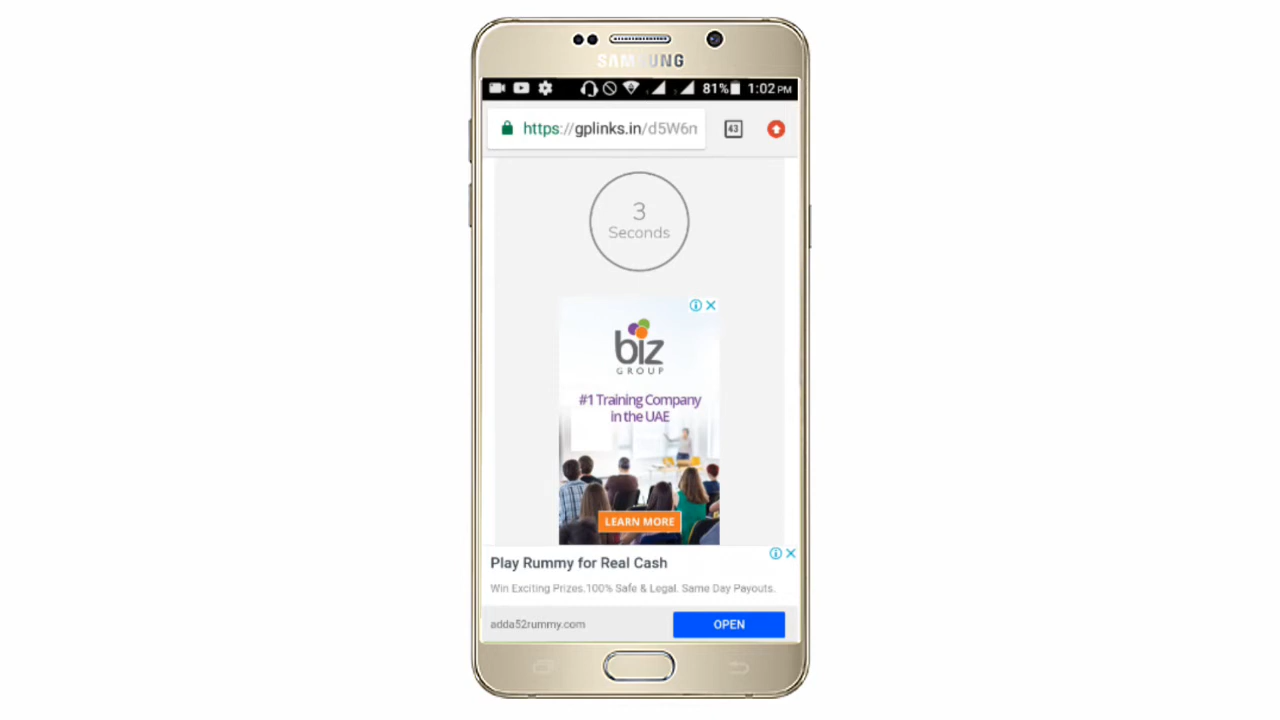 SAMSUNG
81% 1:02 PM
https://gplinks.in/d5W6m
43
3
Seconds
biz
GROUP
#1 Training Company
in the UAE
LEARN MORE
Play Rummy for Real Cash
Win Exciting Prizes.100% Safe & Legal. Same Day Payouts.
adda52rummy.com
OPEN